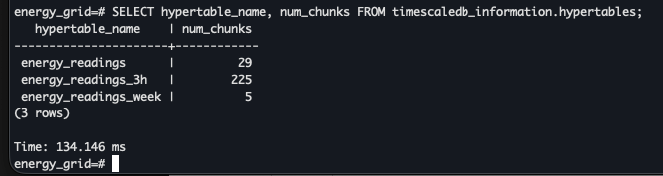 energy_grid=# SELECT hypertable_name, num_chunks FROM timescaledb_information.hypertables;
   hypertable_name    | num_chunks
----------------------+------------
 energy_readings      |         29
 energy_readings_3h   |        225
 energy_readings_week |          5
(3 rows)

Time: 134.146 ms
energy_grid=#